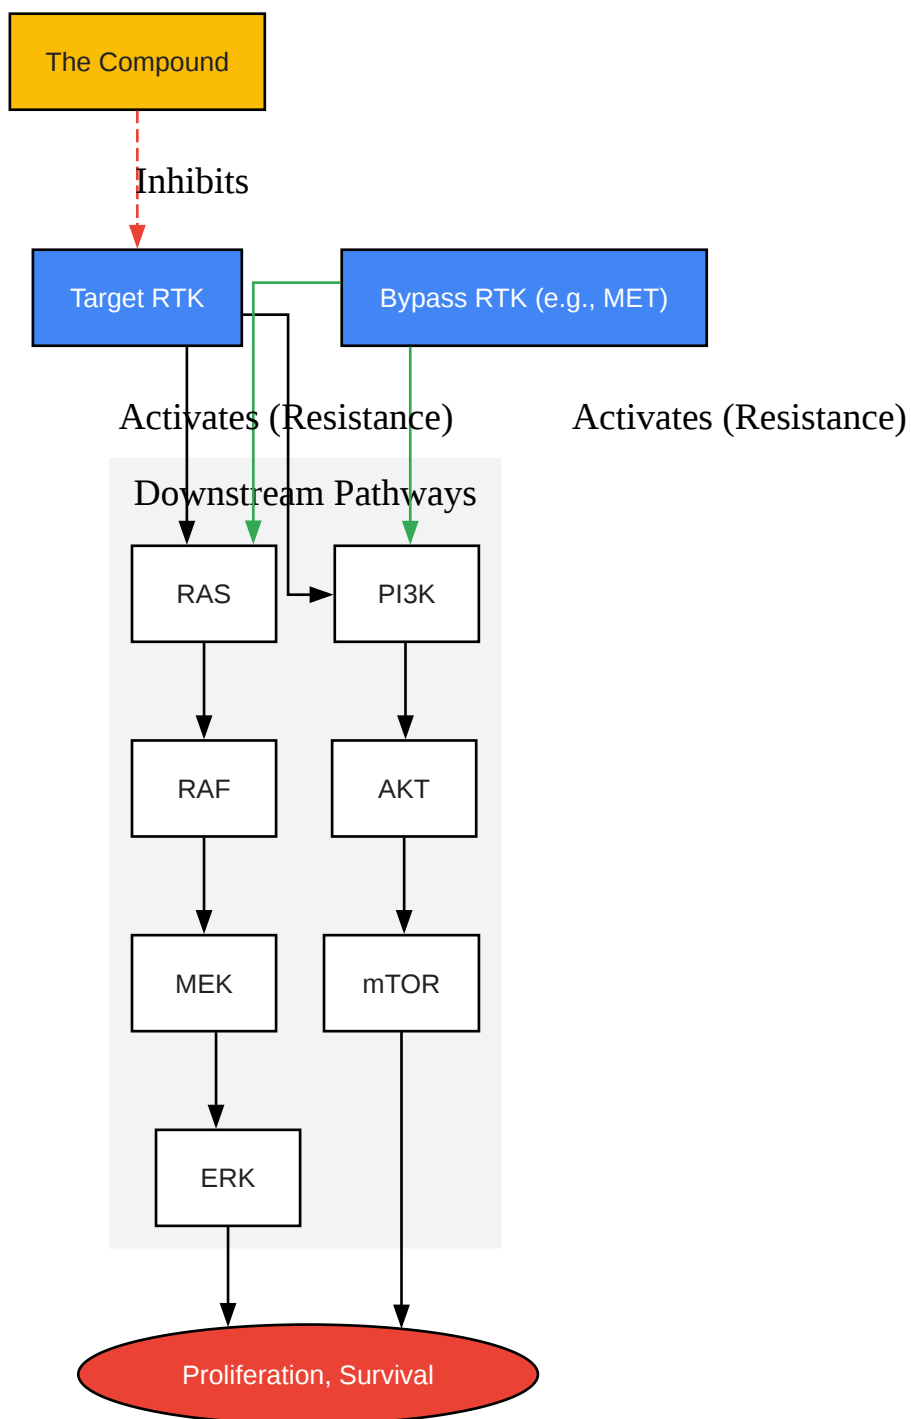 The Compound
Inhibits
Target RTK
Bypass RTK (e.g., MET)
Activates (Resistance)
Activates (Resistance)
Downstream Pathways
RAS
PI3K
RAF
AKT
MEK
mTOR
ERK
Proliferation, Survival